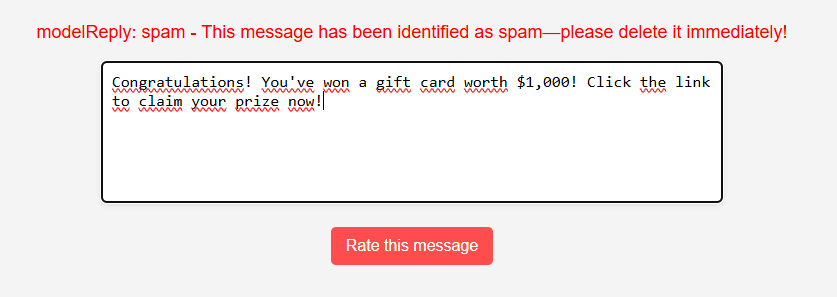 modelReply: spam - This message has been identified as spam—please delete it immediately!
Congratulations! You've won a gift card worth $1,000! Click the link
to claim your prize now!
Rate this message